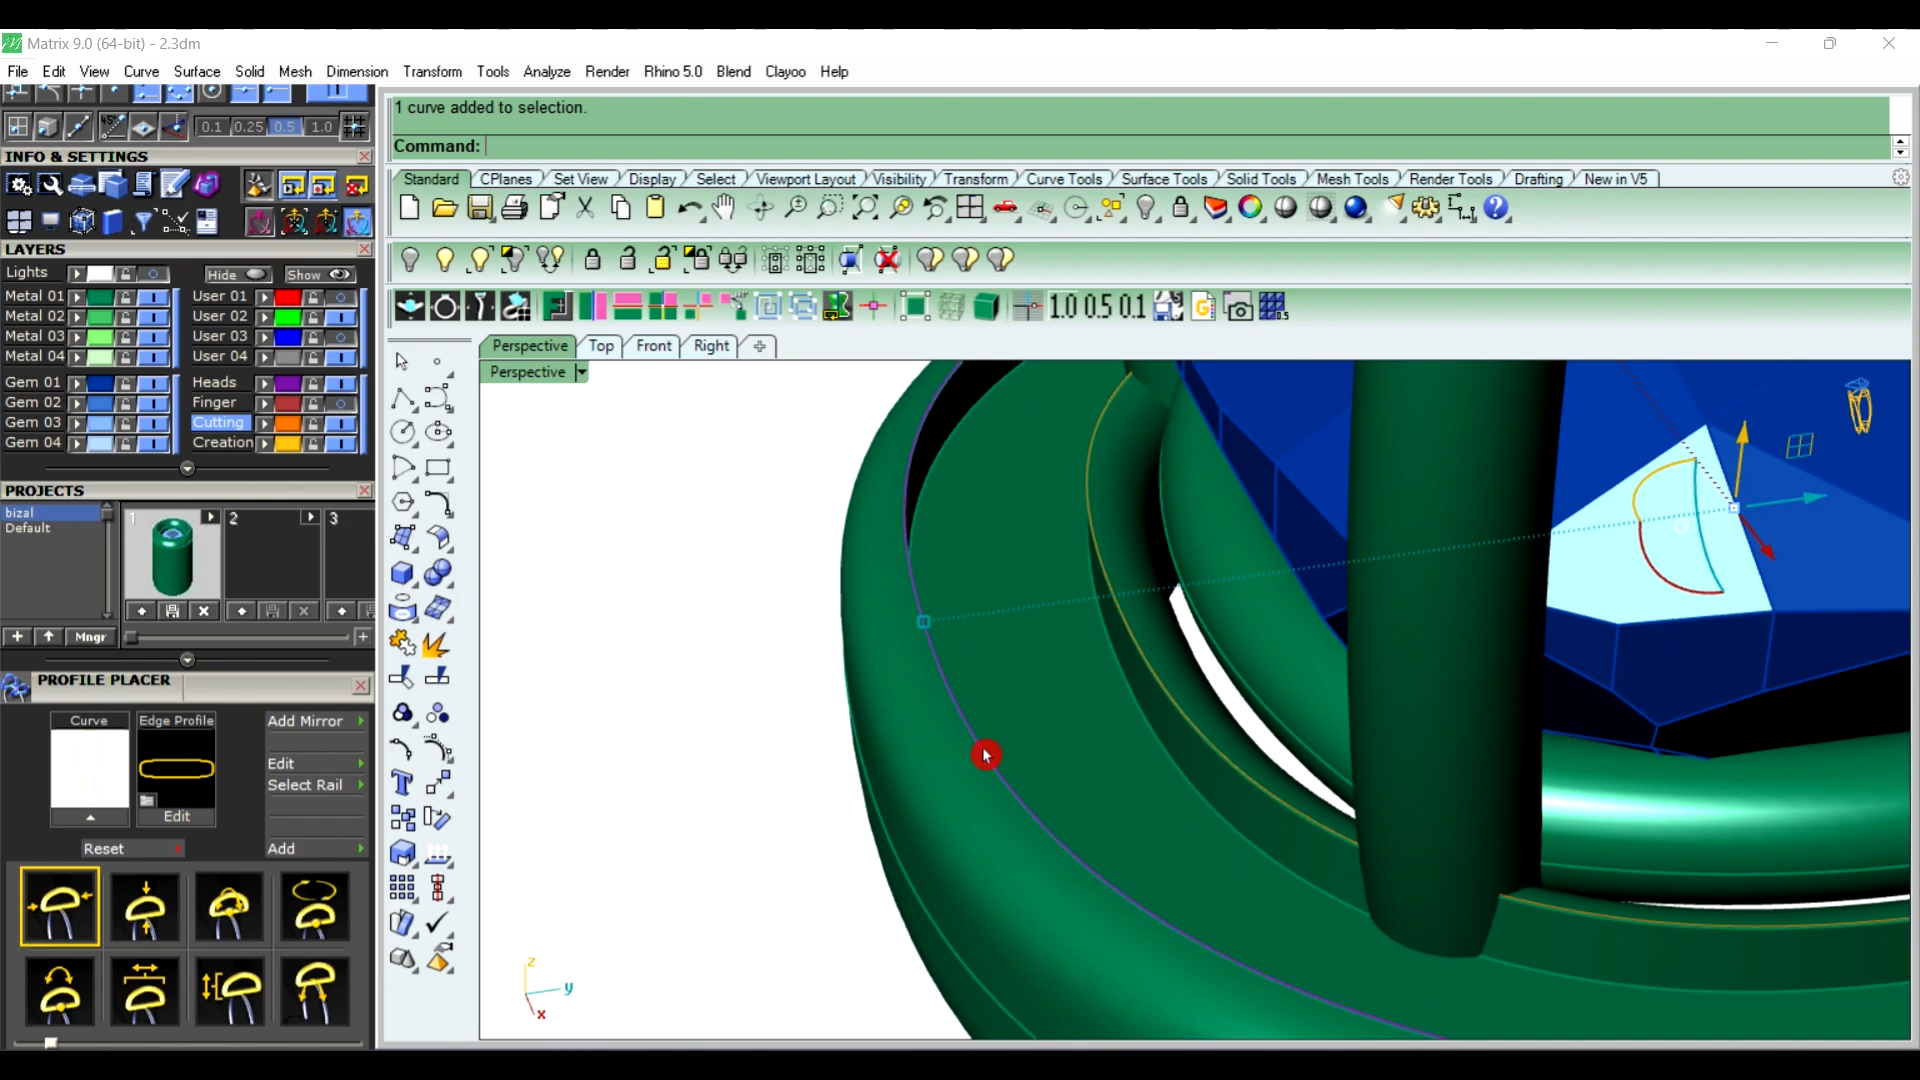 Matrix 9.0 (64-bit) - 2.3dm
File Edit View Curve Surface Solid Mesh Dimension Transform Tools Analyze Render Rhino 5.0 Blend Clayoo Help
1 curve added to selection.
Command:
0.1 0.25 0.5 1.0
INFO & SETTINGS
Standard CPlanes Set View Display Select Viewport Layout Visibility Transform Curve Tools Surface Tools Solid Tools Mesh Tools Render Tools Drafting New in V5
LAYERS
Lights Hide Show
Metal 01 User 01
Metal 02 User 02
Metal 03 User 03
Metal 04 User 04
Gem 01 Heads
Gem 02 Finger
Gem 03 Cutting
Gem 04 Creation
1.0 0.5 0.1
Perspective Top Front Right
Perspective
PROJECTS
bizal
Default
1 2 3
Mngr
PROFILE PLACER
Curve Edge Profile Add Mirror
Edit
Select Rail
Edit
Reset Add
z
y
x